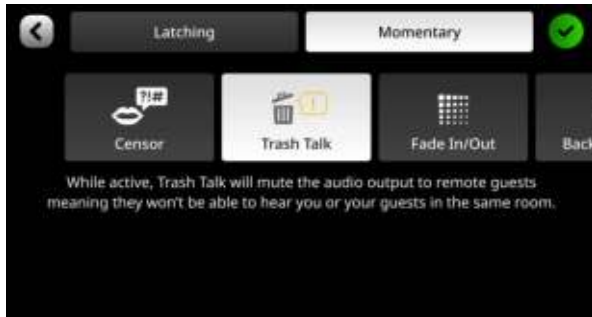 Latching
Momentary
?!#
!
Censor
Trash Talk
Fade In/Out
Back
While active, Trash Talk will mute the audio output to remote guests
meaning they won't be able to hear you or your guests in the same room.